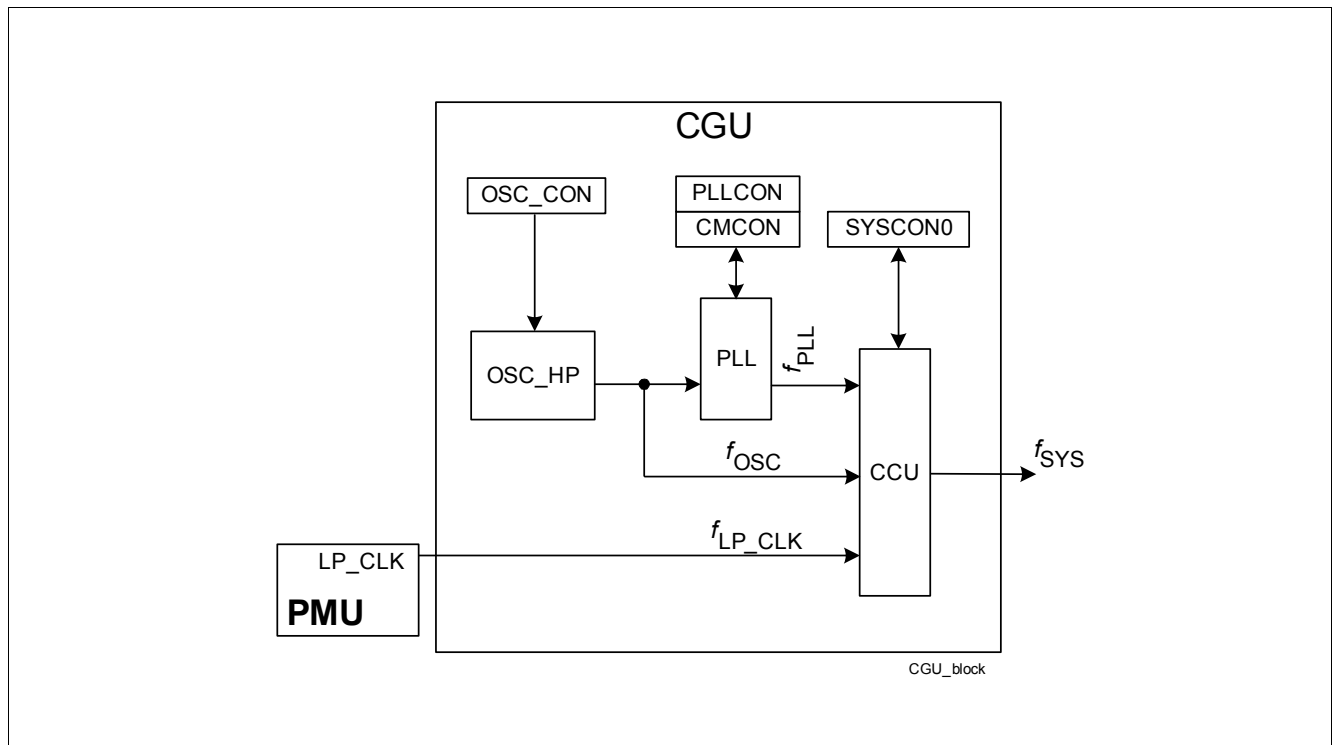 CGU
OSC_CON
PLLCON
CMCON
SYSCON0
OSC_HP
PLL
fPLL
fOSC
CCU
fSYS
fLP_CLK
LP_CLK
PMU
CGU_block